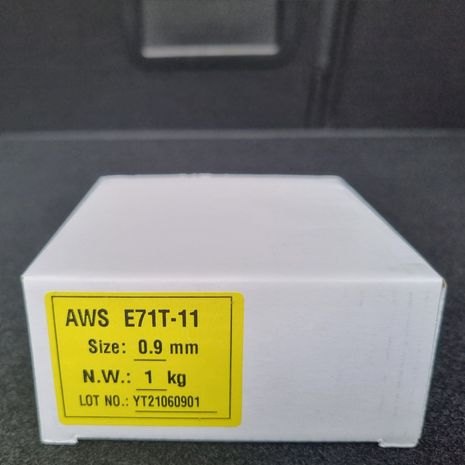 AWS E71T-11
Size: 0.9 mm
N.W.: 1 kg
LOT NO.: YT21060901